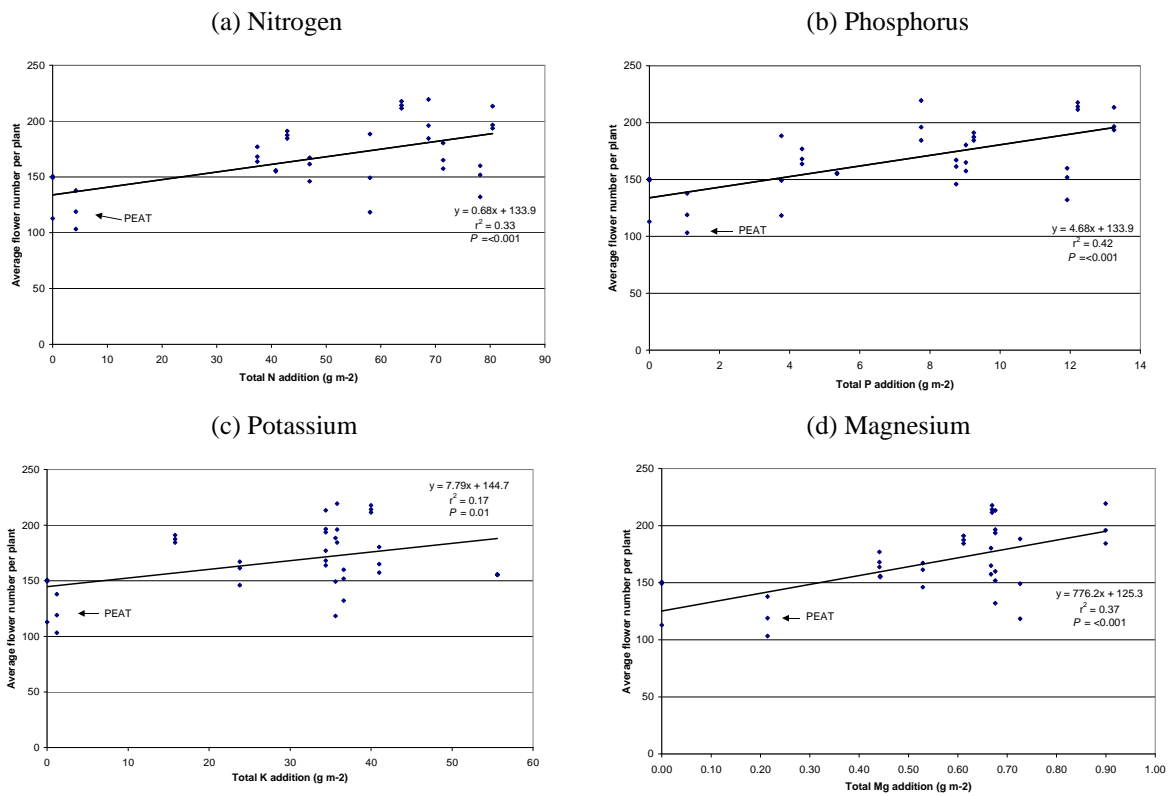 (a) Nitrogen
250
200
150
100
50
0
0 10 20 30 40 50 60 70 80 90
Average flower number per plant
Total N addition (g m-2)
PEAT
y = 0.68x + 133.9
r² = 0.33
P =<0.001
(b) Phosphorus
250
200
150
100
50
0
0 2 4 6 8 10 12 14
Average flower number per plant
Total P addition (g m-2)
PEAT
y = 4.68x + 133.9
r² = 0.42
P =<0.001
(c) Potassium
250
200
150
100
50
0
0 10 20 30 40 50 60
Average flower number per plant
Total K addition (g m-2)
PEAT
y = 7.79x + 144.7
r² = 0.17
P = 0.01
(d) Magnesium
250
200
150
100
50
0
0.00 0.10 0.20 0.30 0.40 0.50 0.60 0.70 0.80 0.90 1.00
Average flower number per plant
Total Mg addition (g m-2)
PEAT
y = 776.2x + 125.3
r² = 0.37
P = <0.001